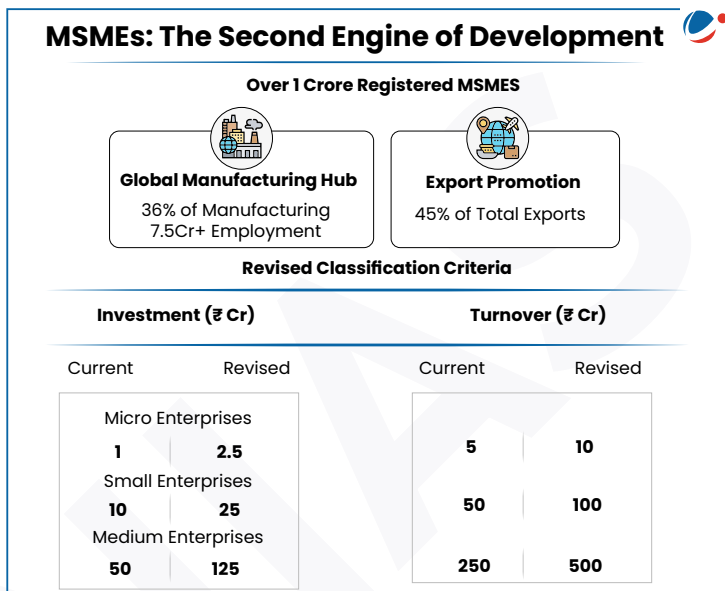 MSMEs: The Second Engine of Development
Over 1 Crore Registered MSMES
Global Manufacturing Hub
36% of Manufacturing
7.5Cr+ Employment
Export Promotion
45% of Total Exports
Revised Classification Criteria
Investment (₹ Cr) Turnover (₹ Cr)
Current Revised Current Revised
Micro Enterprises
1 2.5 5 10
Small Enterprises
10 25 50 100
Medium Enterprises
50 125 250 500
IAS